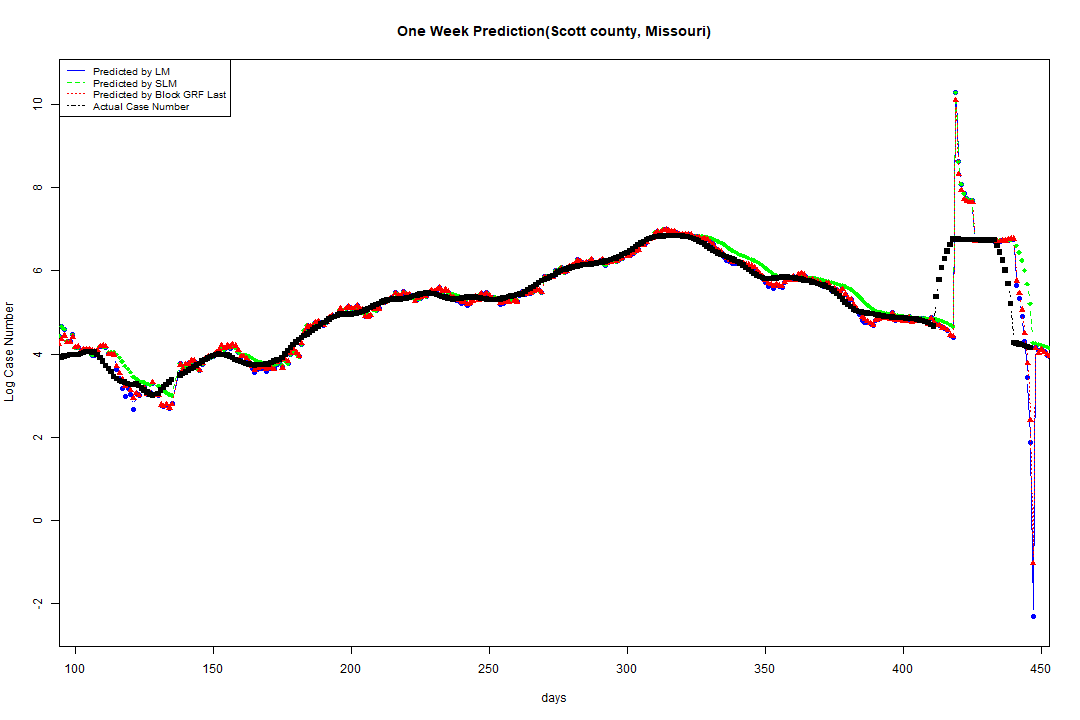 One Week Prediction(Scott county, Missouri)
Predicted by LM
Predicted by SLM
Predicted by Block GRF Last
Actual Case Number
Log Case Number
10
8
6
4
2
0
-2
100 150 200 250 300 350 400 450
days